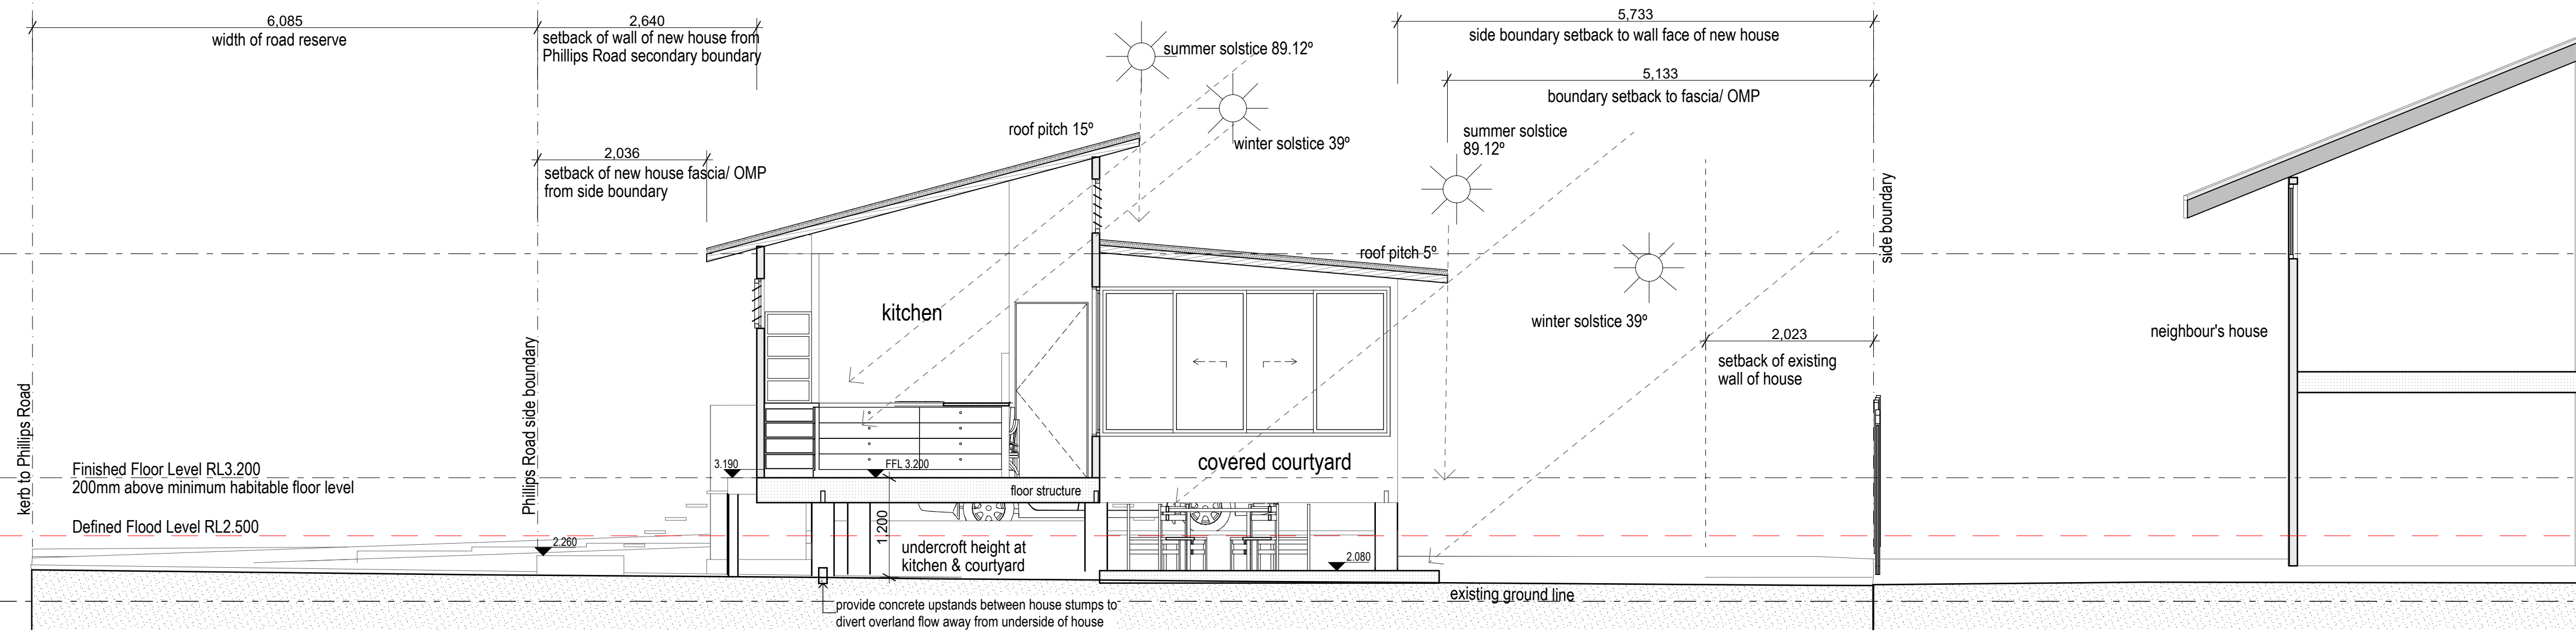 6,085
width of road reserve
2,640
setback of wall of new house from
Phillips Road secondary boundary
2,036
setback of new house fascia/ OMP
from side boundary
summer solstice 89.12º
winter solstice 39º
roof pitch 15º
5,733
side boundary setback to wall face of new house
5,133
boundary setback to fascia/ OMP
summer solstice
89.12º
roof pitch 5º
winter solstice 39º
2,023
setback of existing
wall of house
side boundary
neighbour's house
kitchen
covered courtyard
kerb to Phillips Road
Phillips Road side boundary
Finished Floor Level RL3.200
200mm above minimum habitable floor level
Defined Flood Level RL2.500
3.190
FFL 3.200
floor structure
2.260
1,200
undercroft height at
kitchen & courtyard
2.080
existing ground line
provide concrete upstands between house stumps to
divert overland flow away from underside of house